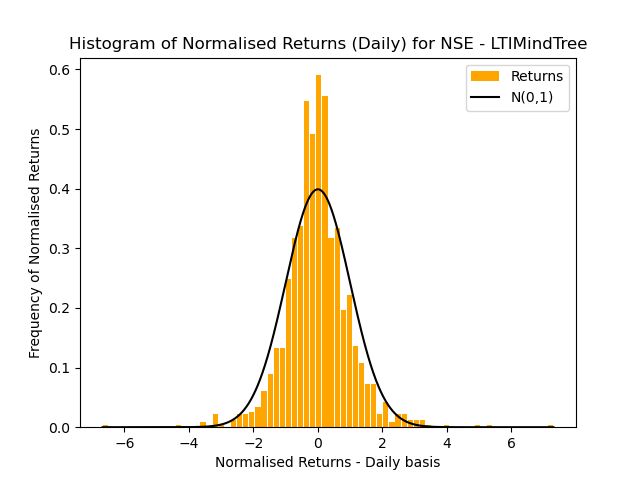 Histogram of Normalised Returns (Daily) for NSE - LTIMindTree
Returns
N(0,1)
Frequency of Normalised Returns
0.6
0.5
0.4
0.3
0.2
0.1
0.0
−6
−4
−2
0
2
4
6
Normalised Returns - Daily basis